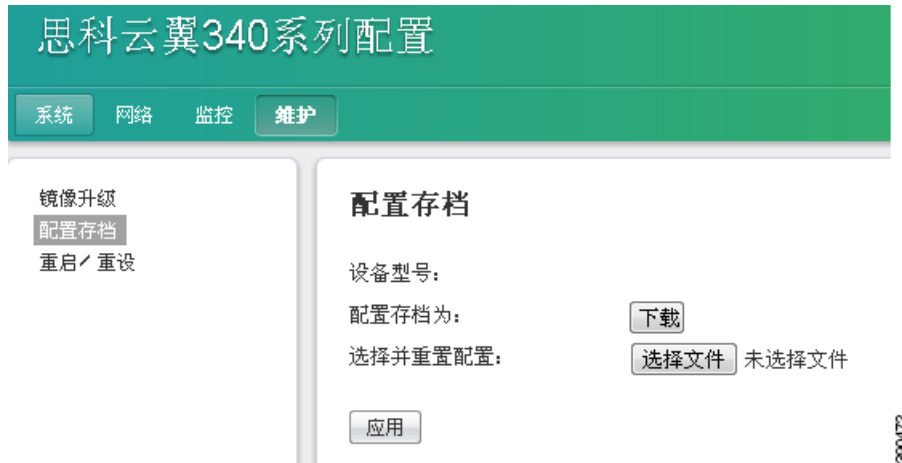 思科云翼340系列配置
系统 网络 监控 维护
镜像升级
配置存档
重启/重设
配置存档
设备型号：
配置存档为： 下载
选择并重置配置： 选择文件 未选择文件
应用